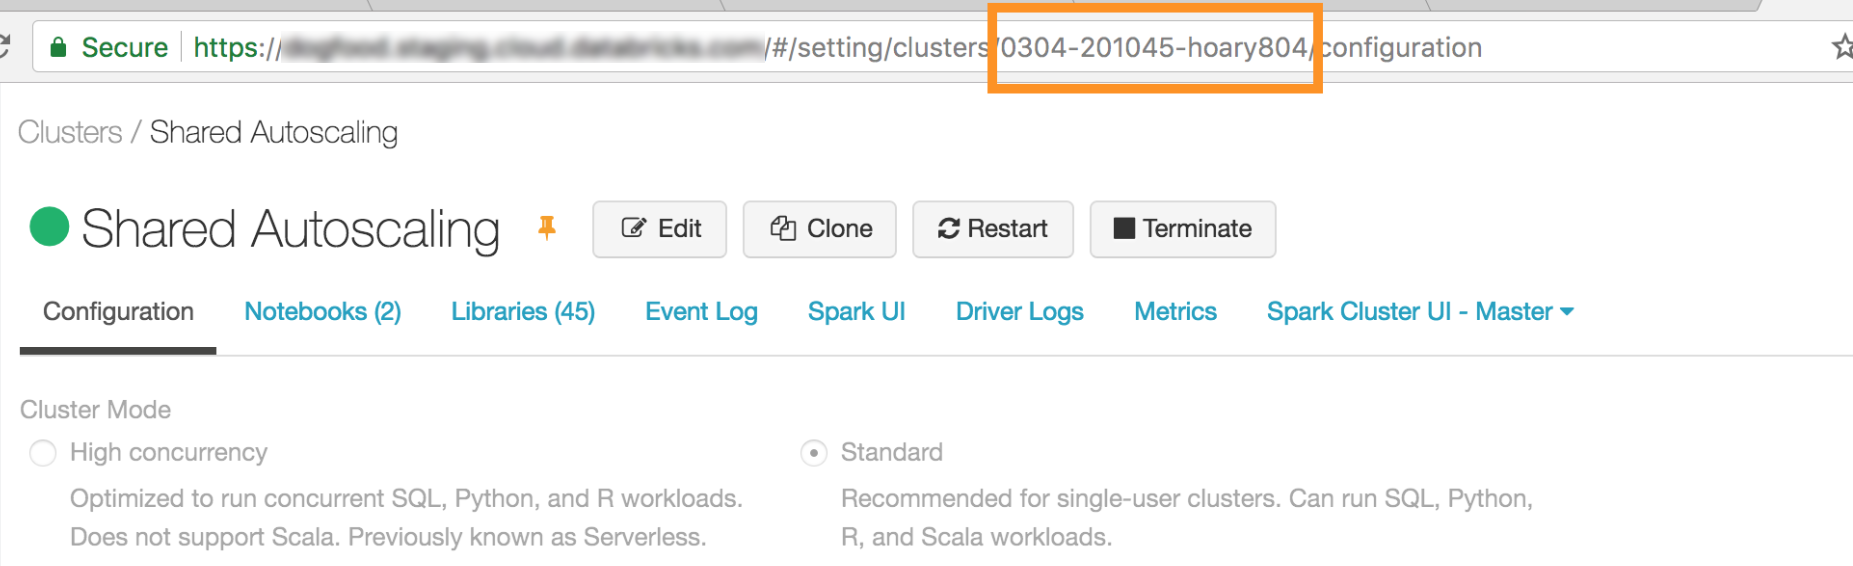 Secure https:// /#/setting/clusters/0304-201045-hoary804/configuration
Clusters / Shared Autoscaling
Shared Autoscaling Edit Clone Restart Terminate
Configuration Notebooks (2) Libraries (45) Event Log Spark UI Driver Logs Metrics Spark Cluster UI - Master
Cluster Mode
High concurrency Standard
Optimized to run concurrent SQL, Python, and R workloads. Recommended for single-user clusters. Can run SQL, Python,
Does not support Scala. Previously known as Serverless. R, and Scala workloads.